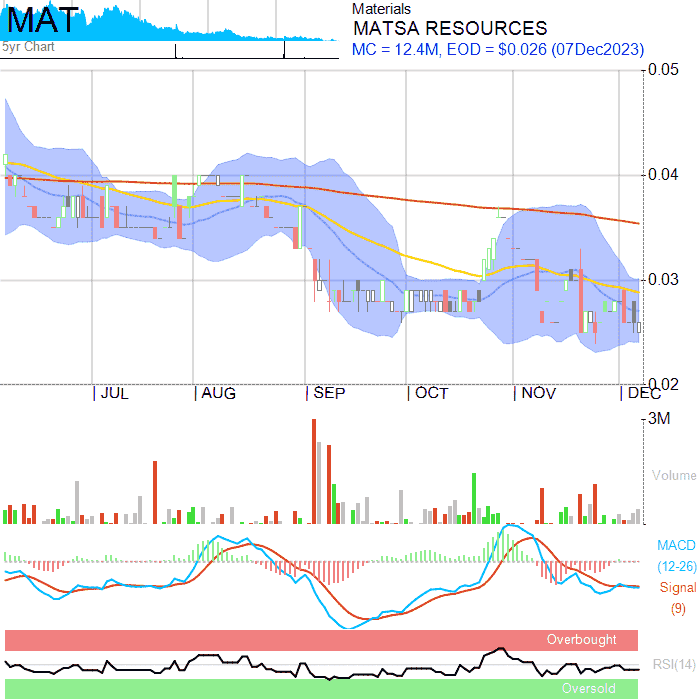 MAT
Materials
MATSA RESOURCES
5yr Chart
MC = 12.4M, EOD = $0.026 (07Dec2023)
0.05
0.04
0.03
0.02
JUL AUG SEP OCT NOV DEC
3M
Volume
MACD
(12-26)
Signal
(9)
Overbought
RSI(14)
Oversold